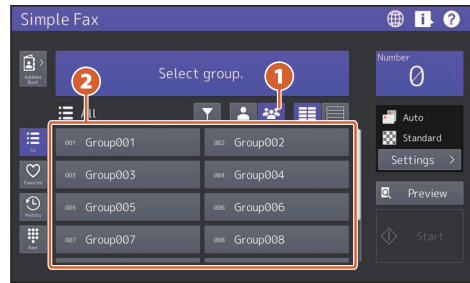 Simple Fax
Address Book
Select group.
Number
0
1
2
All
Auto
Standard
Settings
Preview
Start
All
Favorite
History
Keys
001 Group001
002 Group002
003 Group003
004 Group004
005 Group005
006 Group006
007 Group007
008 Group008